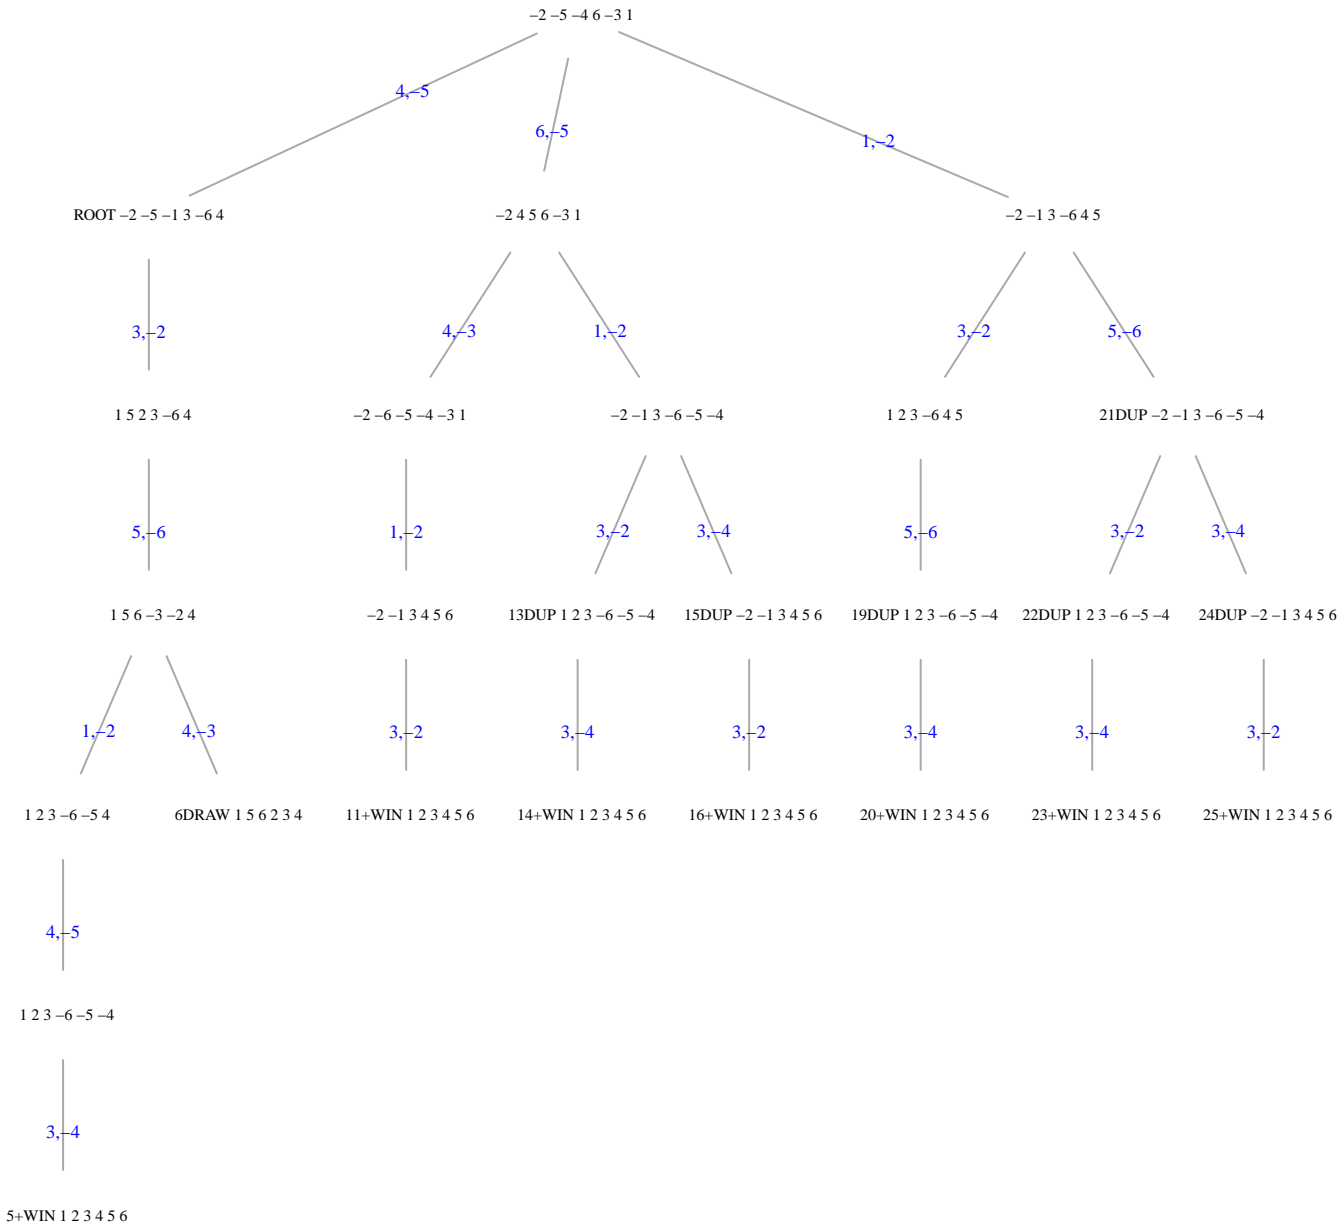 −2 −5 −4 6 −3 1
4,−5
6,−5
1,−2
ROOT −2 −5 −1 3 −6 4
−2 4 5 6 −3 1
−2 −1 3 −6 4 5
3,−2
4,−3
1,−2
3,−2
5,−6
1 5 2 3 −6 4
−2 −6 −5 −4 −3 1
−2 −1 3 −6 −5 −4
1 2 3 −6 4 5
21DUP −2 −1 3 −6 −5 −4
5,−6
1,−2
3,−2
3,−4
5,−6
3,−2
3,−4
1 5 6 −3 −2 4
−2 −1 3 4 5 6
13DUP 1 2 3 −6 −5 −4
15DUP −2 −1 3 4 5 6
19DUP 1 2 3 −6 −5 −4
22DUP 1 2 3 −6 −5 −4
24DUP −2 −1 3 4 5 6
1,−2
4,−3
3,−2
3,−4
3,−2
3,−4
3,−4
3,−2
1 2 3 −6 −5 4
6DRAW 1 5 6 2 3 4
11+WIN 1 2 3 4 5 6
14+WIN 1 2 3 4 5 6
16+WIN 1 2 3 4 5 6
20+WIN 1 2 3 4 5 6
23+WIN 1 2 3 4 5 6
25+WIN 1 2 3 4 5 6
4,−5
1 2 3 −6 −5 −4
3,−4
5+WIN 1 2 3 4 5 6